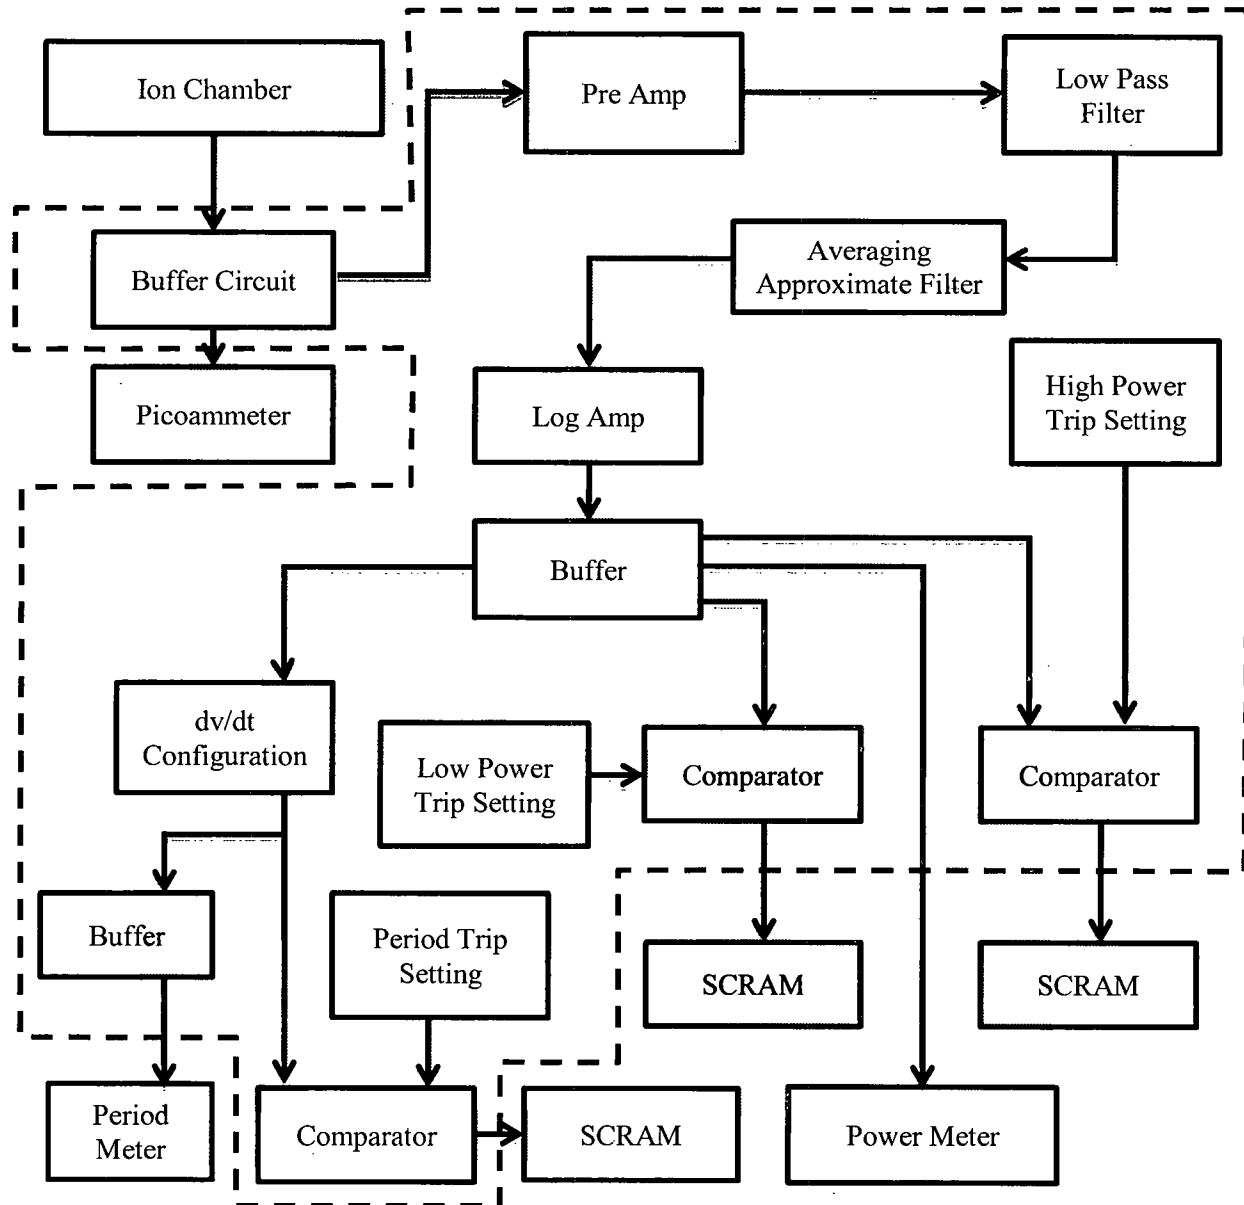 Ion Chamber
Pre Amp
Low Pass
Filter
Buffer Circuit
Averaging
Approximate Filter
Picoammeter
Log Amp
High Power
Trip Setting
Buffer
dv/dt
Configuration
Low Power
Trip Setting
Comparator
Comparator
Buffer
Period Trip
Setting
SCRAM
SCRAM
Period
Meter
Comparator
SCRAM
Power Meter